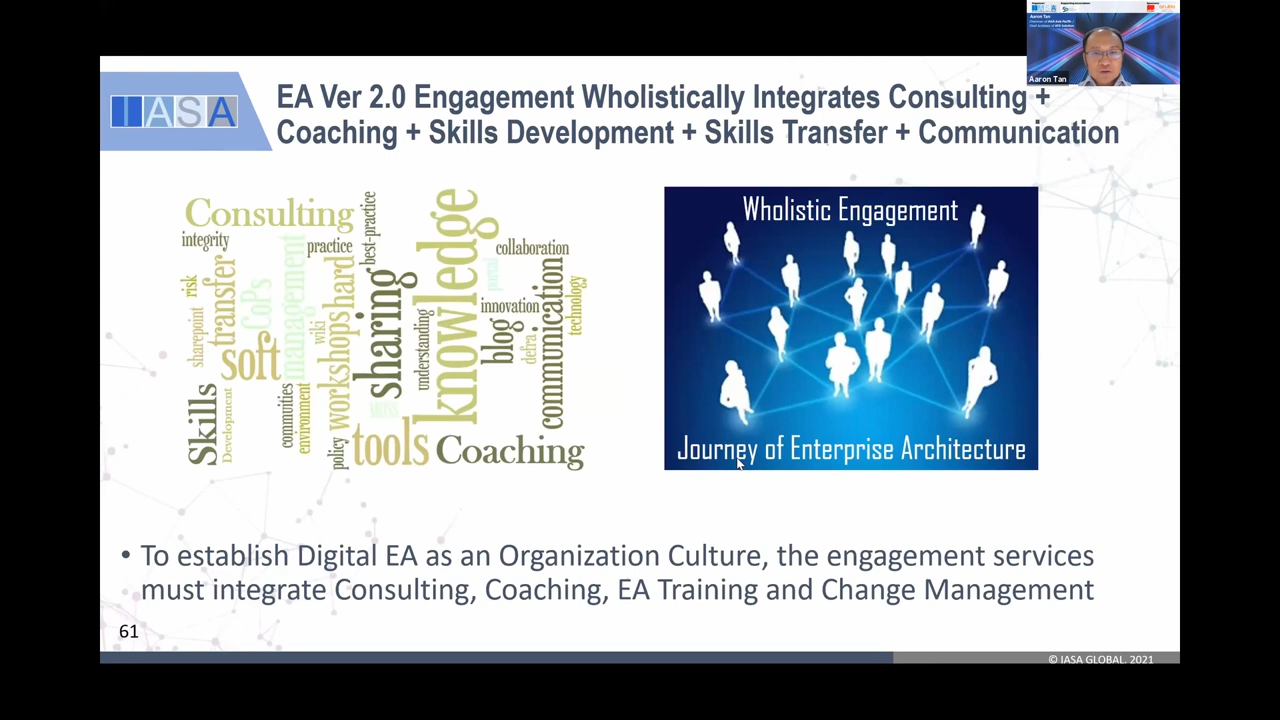 Aaron Tan
Aaron Tan
IASA
EA Ver 2.0 Engagement Wholistically Integrates Consulting +
Coaching + Skills Development + Skills Transfer + Communication
Consulting
integrity
practice
best-practice
knowledge
collaboration
risk
transfer
CoPs
management
hard
sharing
portal
innovation
communication
technology
sharepoint
soft
wiki
workshops
understanding
blog
defra
Skills
Development
commuities
environment
policy
tools
Coaching
Wholistic Engagement
Journey of Enterprise Architecture
• To establish Digital EA as an Organization Culture, the engagement services
must integrate Consulting, Coaching, EA Training and Change Management
61
© IASA GLOBAL, 2021